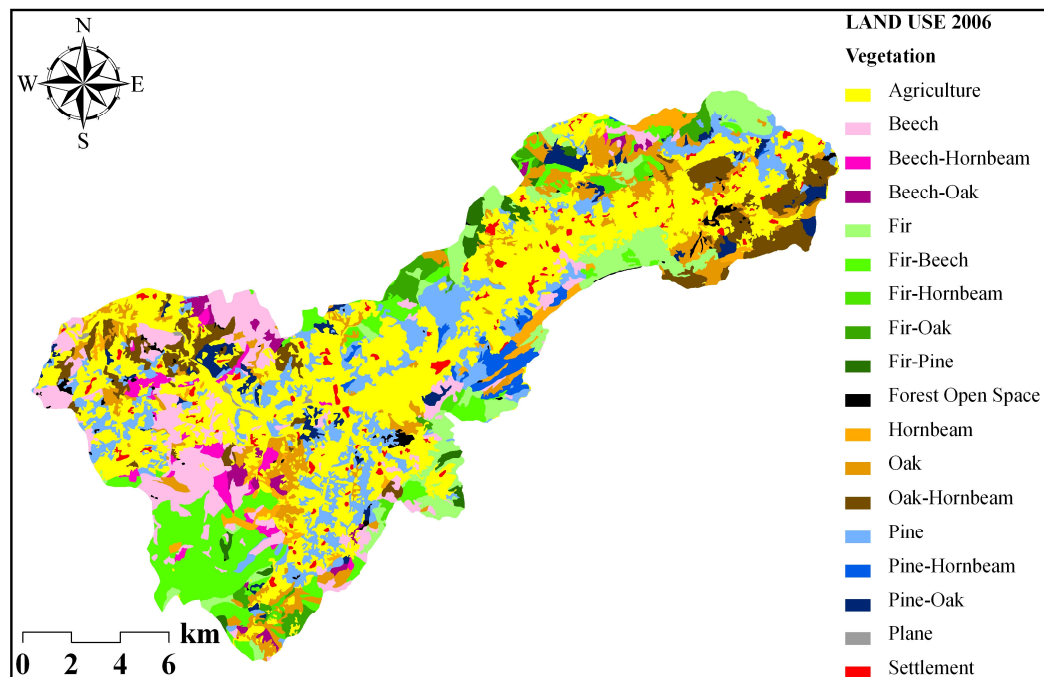 N
W E
S
LAND USE 2006
Vegetation
Agriculture
Beech
Beech-Hornbeam
Beech-Oak
Fir
Fir-Beech
Fir-Hornbeam
Fir-Oak
Fir-Pine
Forest Open Space
Hornbeam
Oak
Oak-Hornbeam
Pine
Pine-Hornbeam
Pine-Oak
Plane
Settlement
km
0 2 4 6